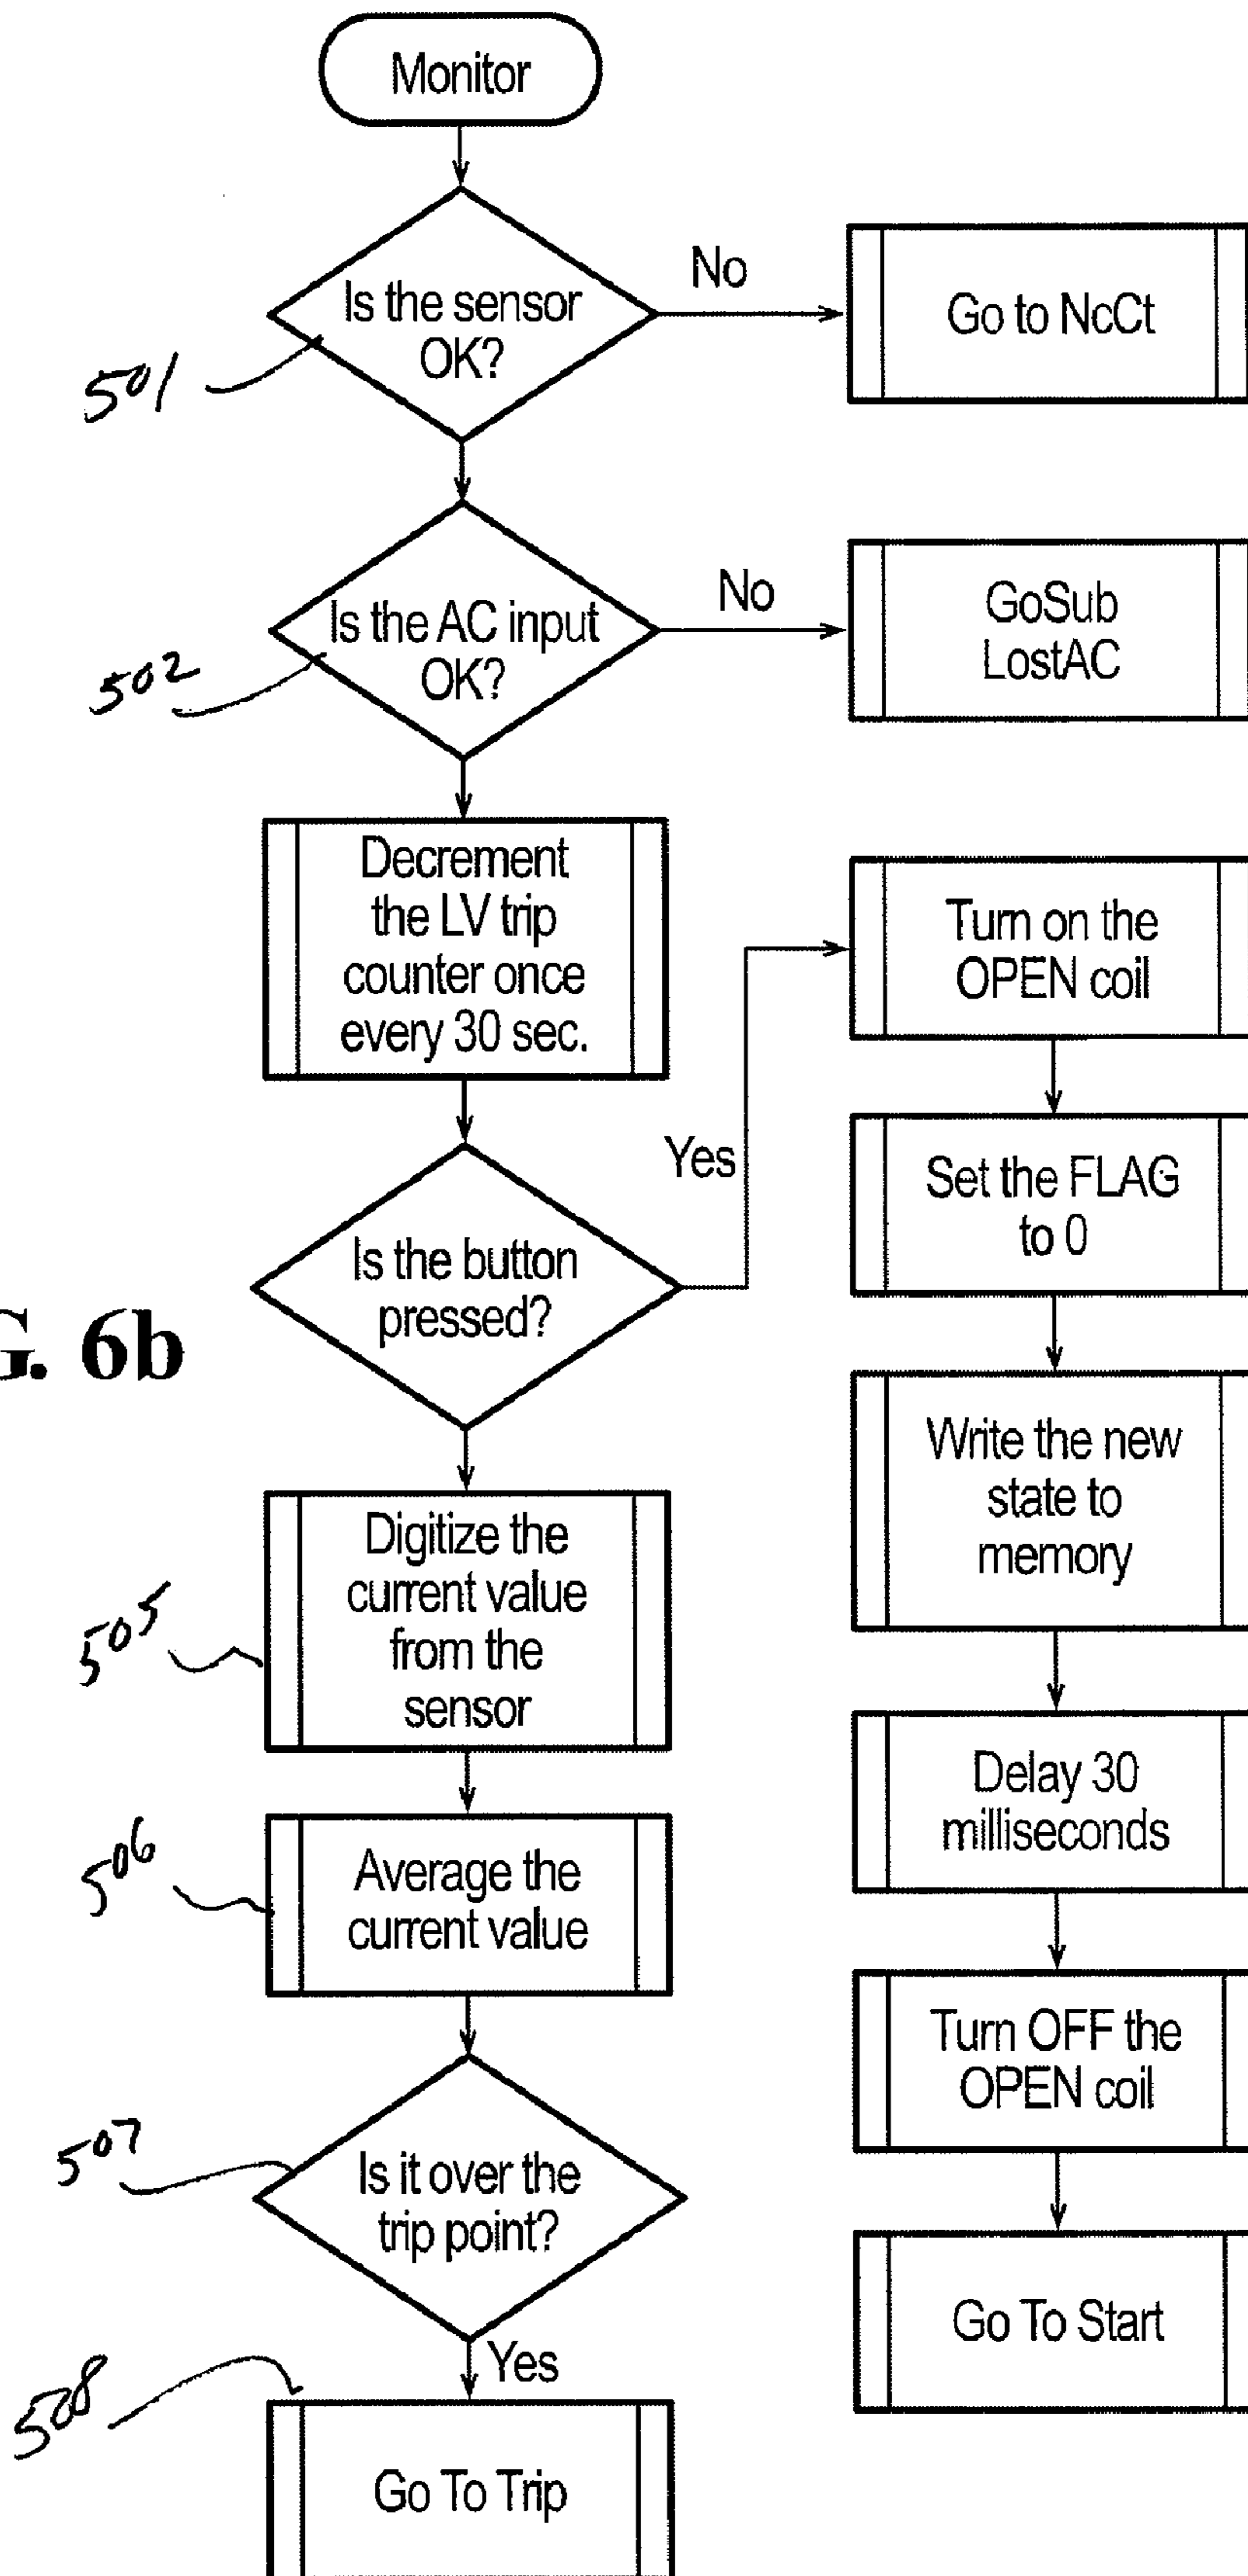 Monitor
Is the sensor
OK?
No
Go to NcCt
501
Is the AC input
OK?
No
GoSub
LostAC
502
Decrement
the LV trip
counter once
every 30 sec.
Turn on the
OPEN coil
Yes
Set the FLAG
to 0
Is the button
pressed?
G. 6b
Write the new
state to
memory
Digitize the
current value
from the
sensor
505
Delay 30
milliseconds
Average the
current value
506
Turn OFF the
OPEN coil
Is it over the
trip point?
507
Go To Start
Yes
508
Go To Trip